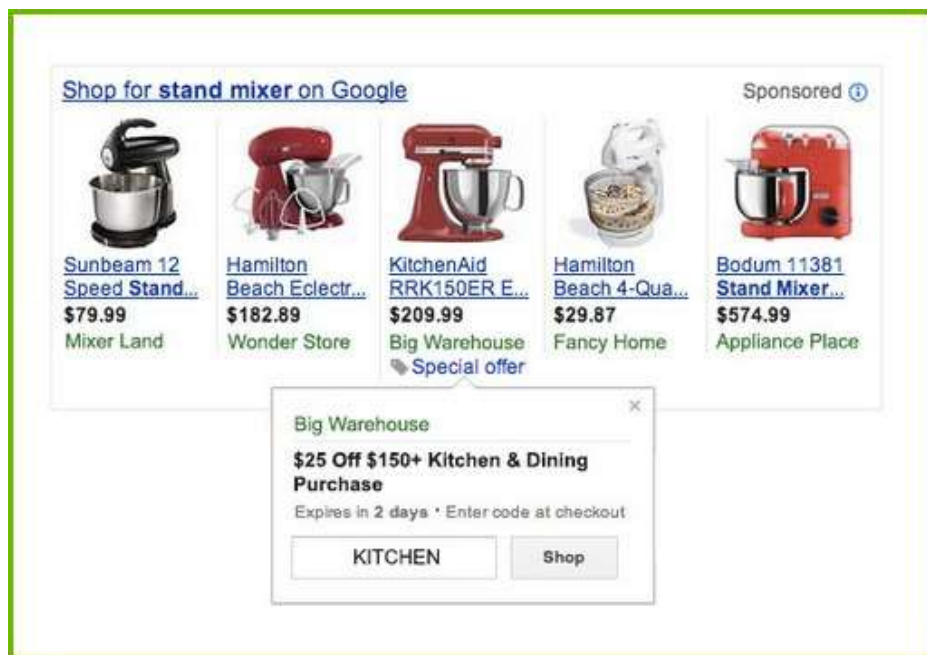 Shop for stand mixer on Google
Sponsored
Sunbeam 12
Speed Stand...
$79.99
Mixer Land
Hamilton
Beach Eclectr...
$182.89
Wonder Store
KitchenAid
RRK150ER E...
$209.99
Big Warehouse
Special offer
Hamilton
Beach 4-Qua...
$29.87
Fancy Home
Bodum 11381
Stand Mixer...
$574.99
Appliance Place
Big Warehouse
$25 Off $150+ Kitchen & Dining
Purchase
Expires in 2 days · Enter code at checkout
KITCHEN
Shop